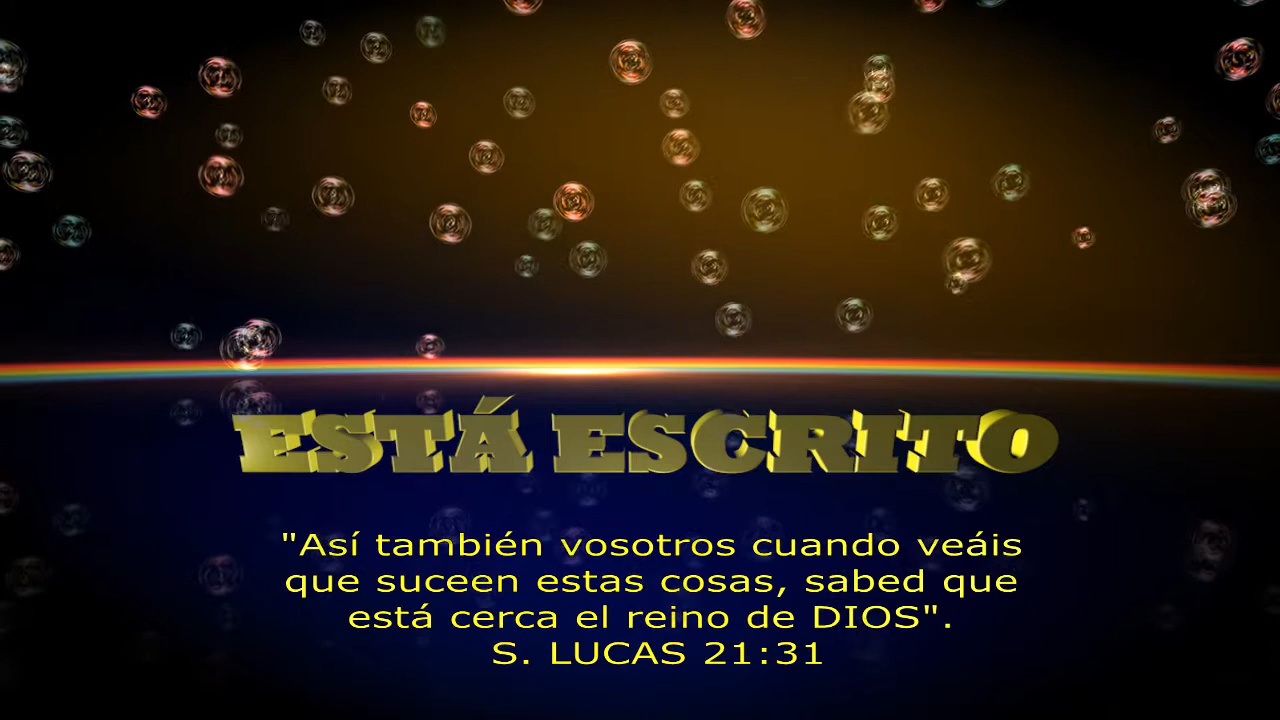 ESTÁ ESCRITO
"Así también vosotros cuando veáis
que suceen estas cosas, sabed que
está cerca el reino de DIOS".
S. LUCAS 21:31